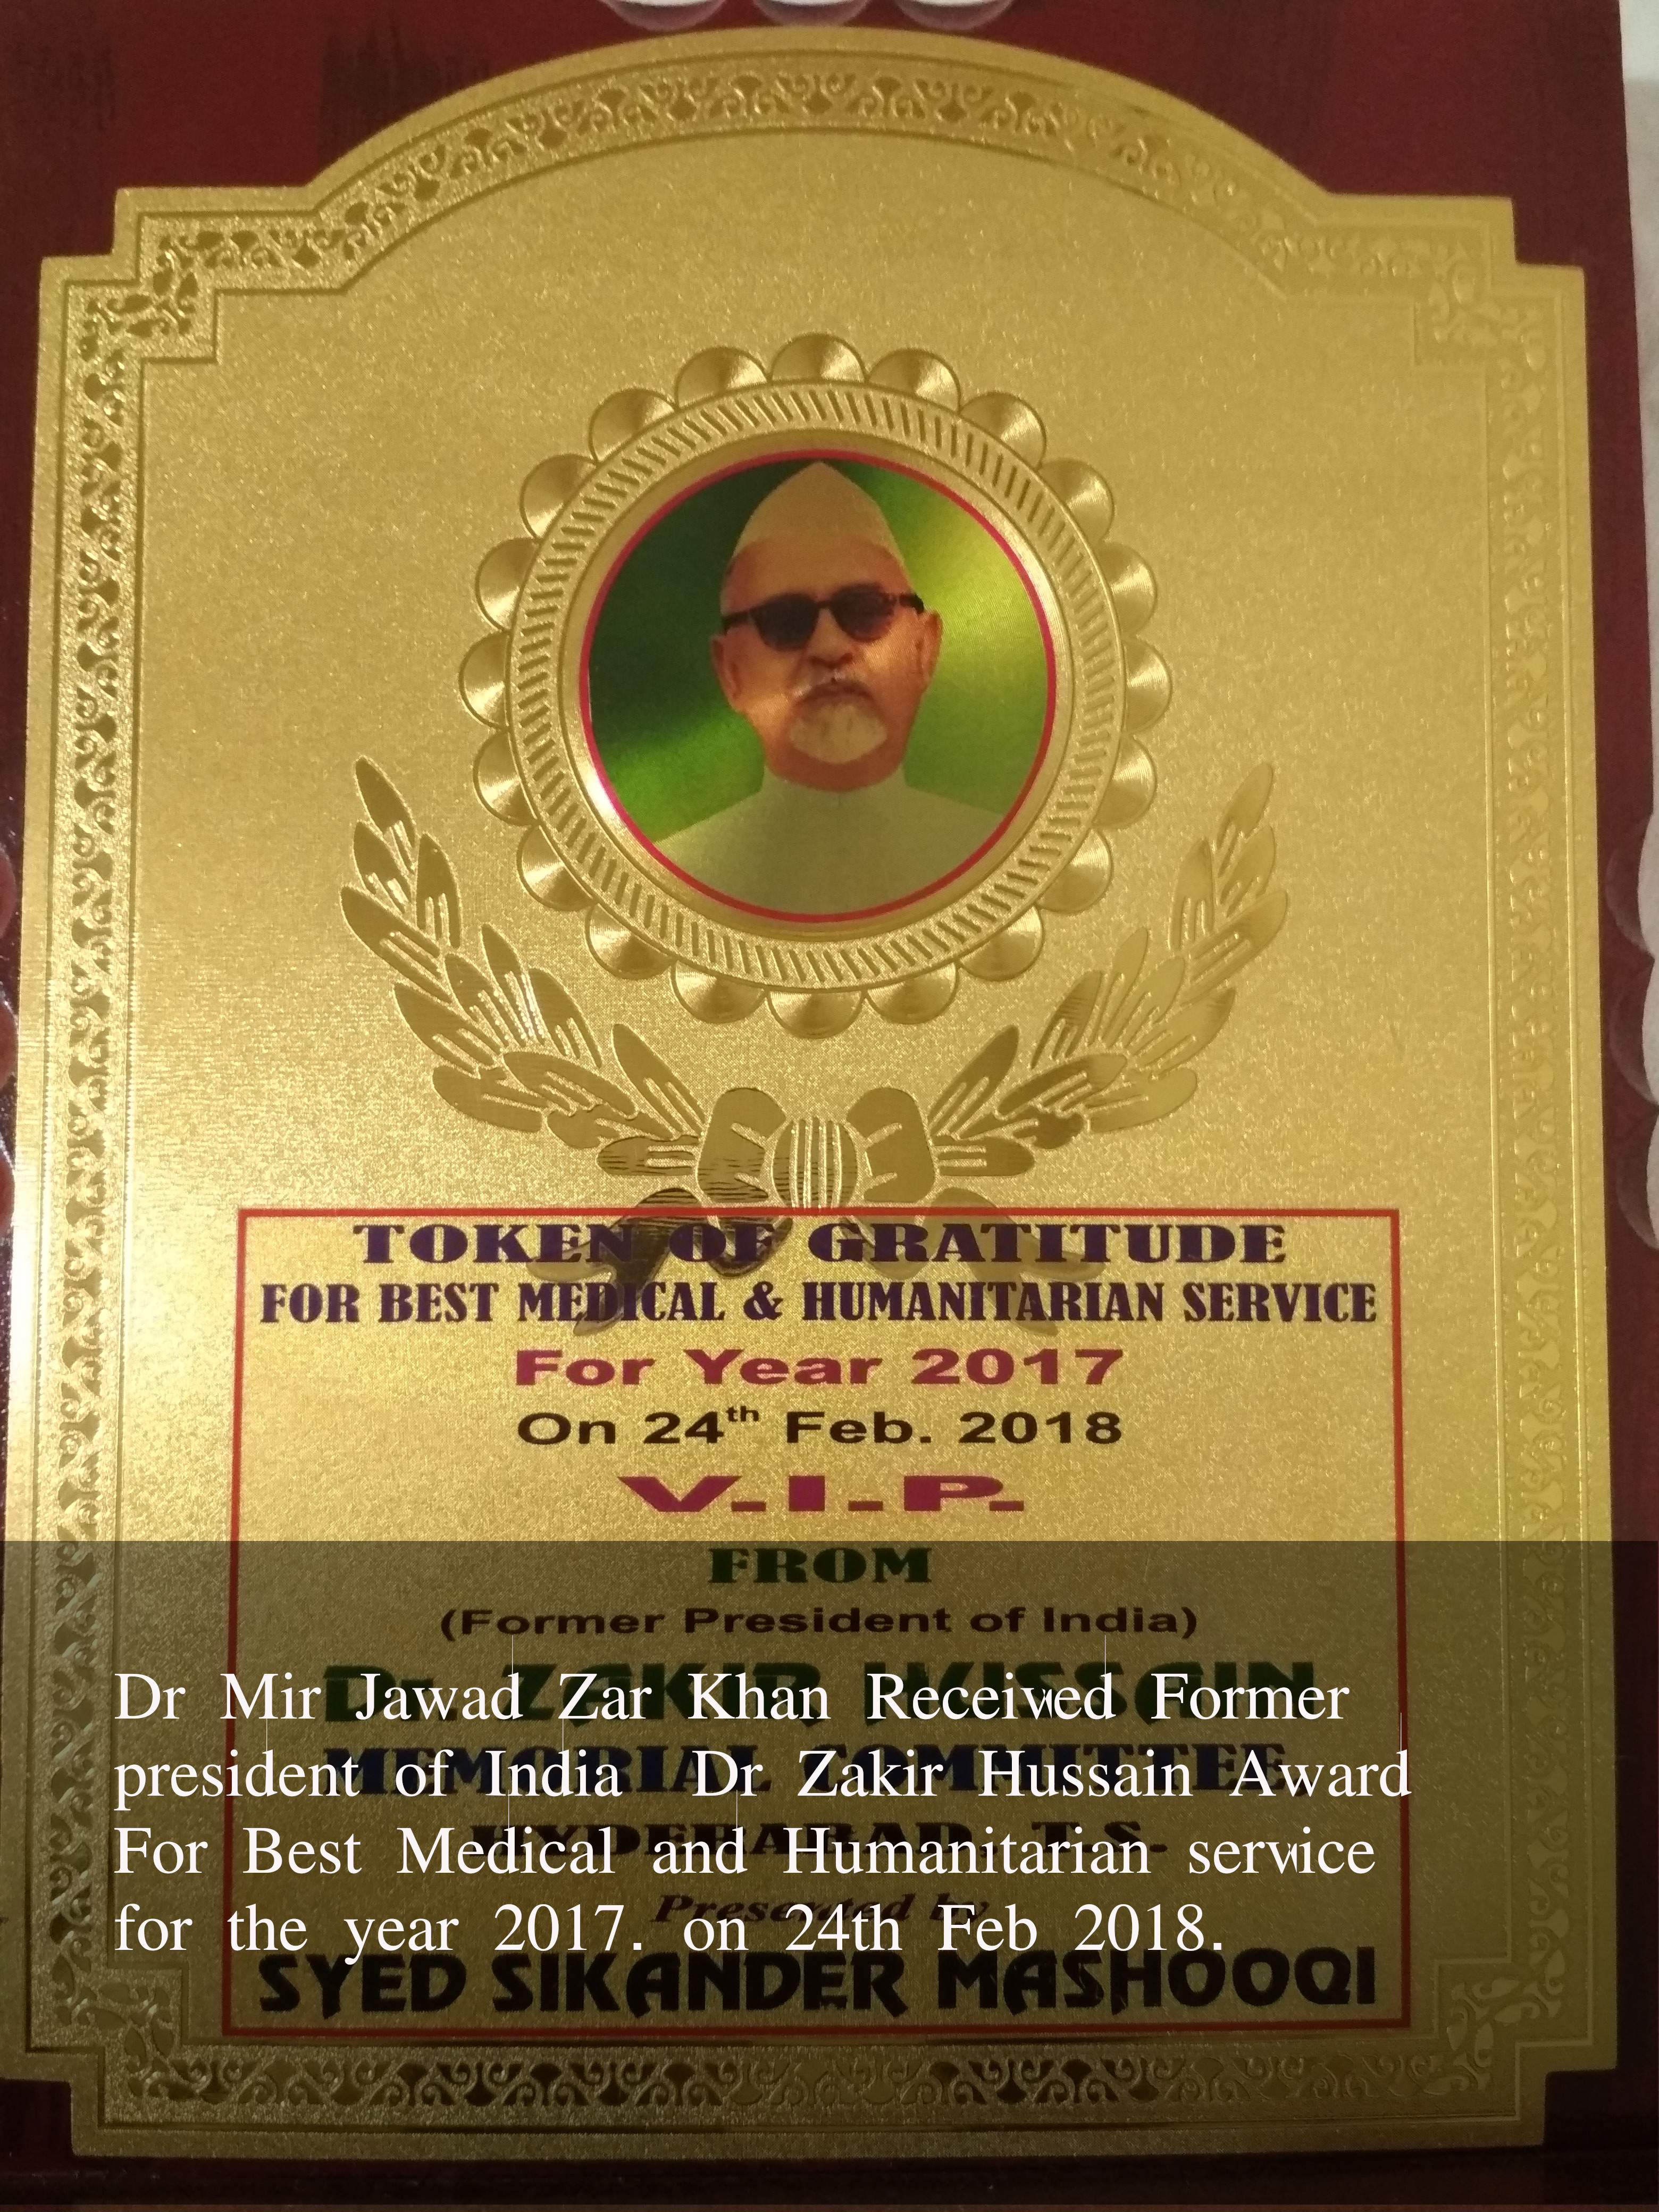 TOKEN OF GRATITUDE
FOR BEST MEDICAL & HUMANITARIAN SERVICE
For Year 2017
On 24th Feb. 2018
V.I.P.
FROM
(Former President of India)
Dr. ZAKIR HUSSAIN
MEMORIAL COMMITTEE,
HYDERABAD. T.S.
Presented by
SYED SIKANDER MASHOOQI
Dr Mir Jawad Zar Khan Received Former
president of India Dr Zakir Hussain Award
For Best Medical and Humanitarian service
for the year 2017. on 24th Feb 2018.